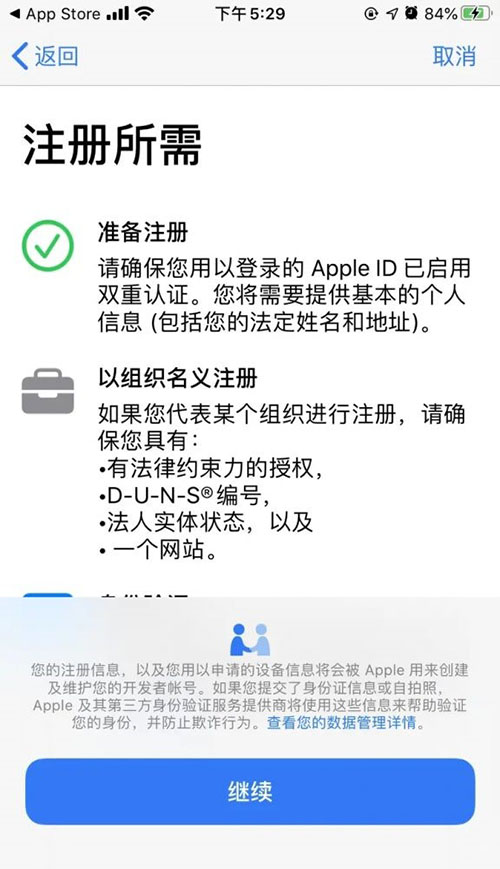 App Store 下午5:29 84%
返回 取消
注册所需
准备注册
请确保您用以登录的 Apple ID 已启用
双重认证。您将需要提供基本的个人
信息 (包括您的法定姓名和地址)。
以组织名义注册
如果您代表某个组织进行注册，请确
保您具有：
•有法律约束力的授权，
•D-U-N-S®编号，
•法人实体状态，以及
• 一个网站。
您的注册信息，以及您用以申请的设备信息将会被 Apple 用来创建
及维护您的开发者帐号。如果您提交了身份证信息或自拍照，
Apple 及其第三方身份验证服务提供商将使用这些信息来帮助验证
您的身份，并防止欺诈行为。查看您的数据管理详情。
继续